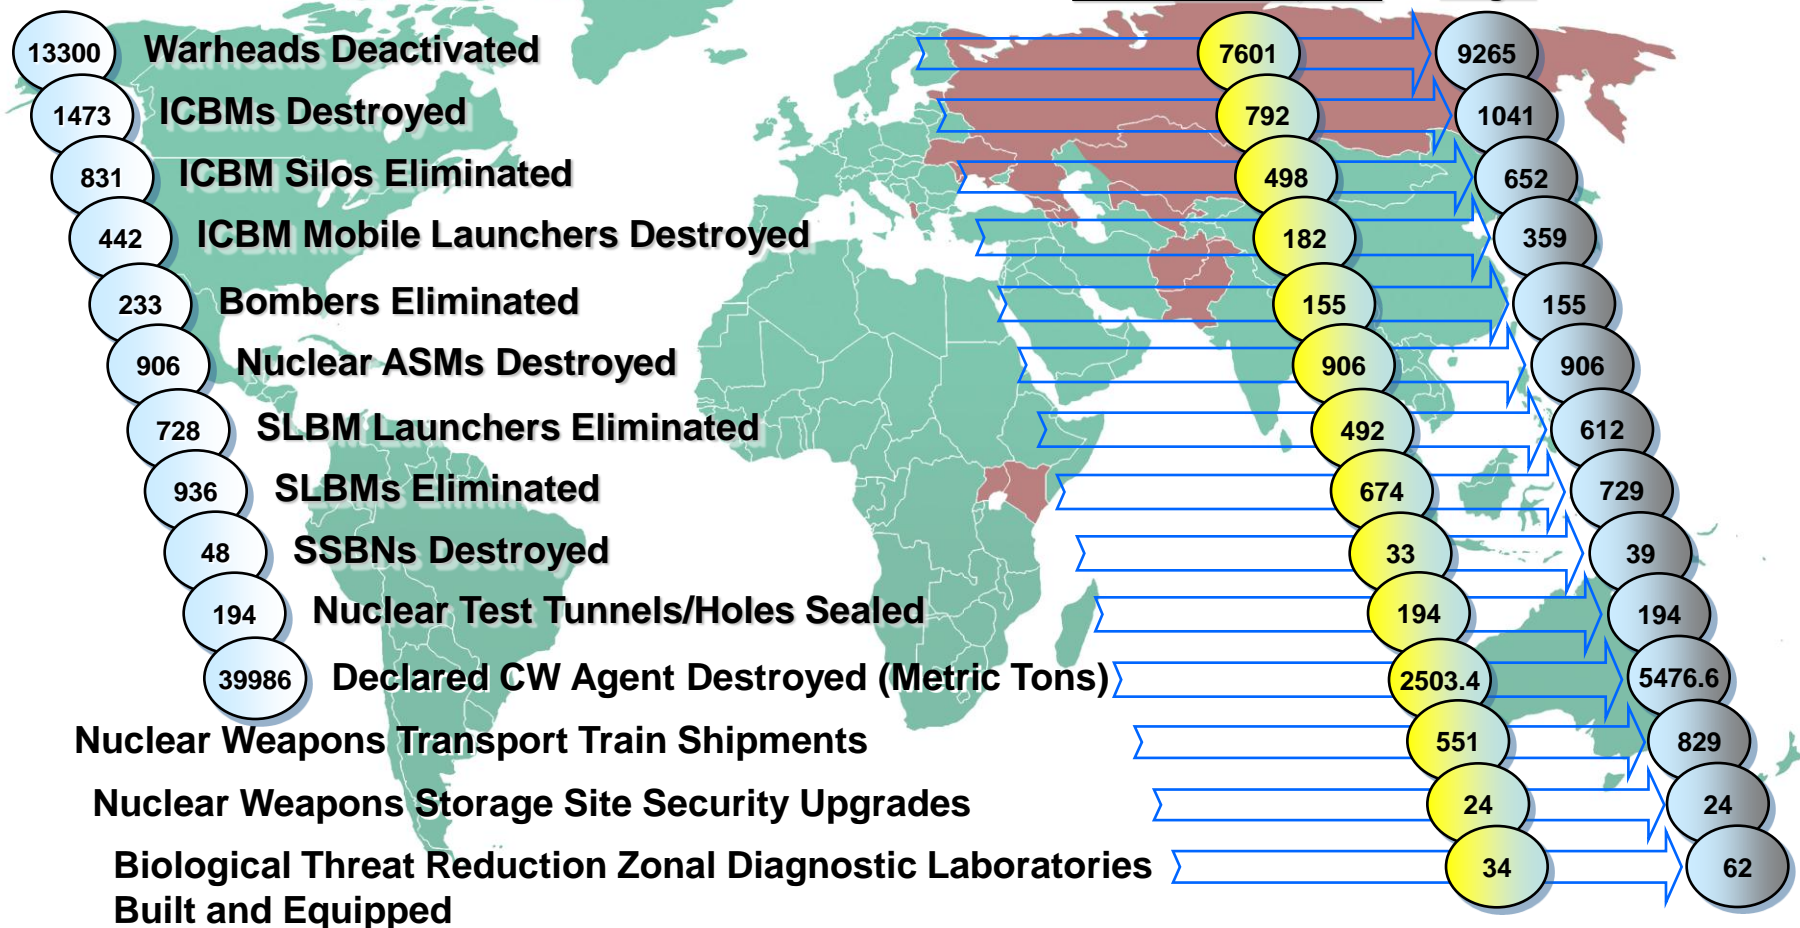 13300 Warheads Deactivated 7601 9265
1473 ICBMs Destroyed 792 1041
831 ICBM Silos Eliminated 498 652
442 ICBM Mobile Launchers Destroyed 182 359
233 Bombers Eliminated 155 155
906 Nuclear ASMs Destroyed 906 906
728 SLBM Launchers Eliminated 492 612
936 SLBMs Eliminated 674 729
48 SSBNs Destroyed 33 39
194 Nuclear Test Tunnels/Holes Sealed 194 194
39986 Declared CW Agent Destroyed (Metric Tons) 2503.4 5476.6
Nuclear Weapons Transport Train Shipments 551 829
Nuclear Weapons Storage Site Security Upgrades 24 24
Biological Threat Reduction Zonal Diagnostic Laboratories 34 62
Built and Equipped